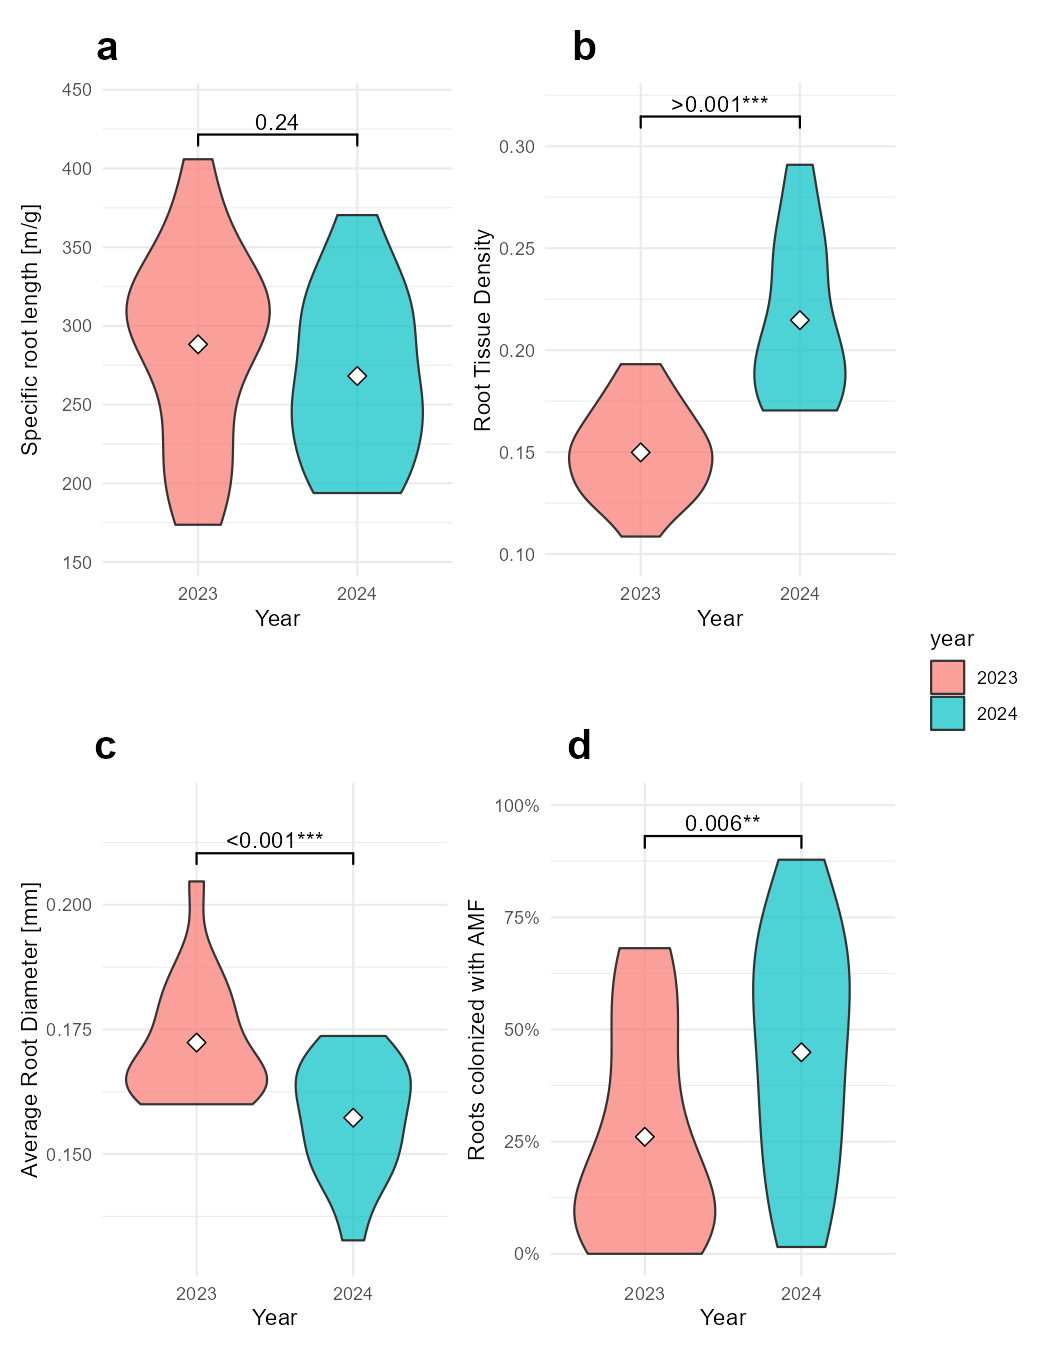 a
450
400
350
300
250
200
150
Specific root length [m/g]
0.24
2023
2024
Year
b
0.30
0.25
0.20
0.15
0.10
Root Tissue Density
>0.001***
2023
2024
Year
year
2023
2024
c
0.200
0.175
0.150
Average Root Diameter [mm]
<0.001***
2023
2024
Year
d
100%
75%
50%
25%
0%
Roots colonized with AMF
0.006**
2023
2024
Year